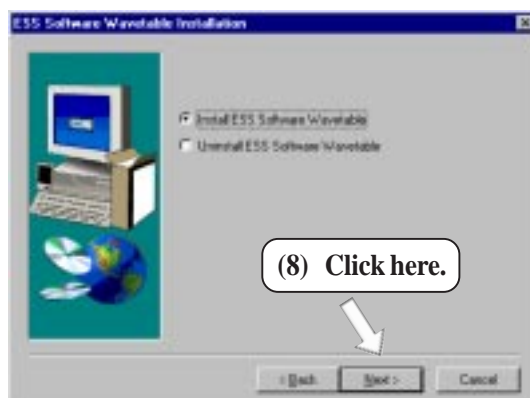 ESS Software Wavetable Installation
Install ESS Software Wavetable
Uninstall ESS Software Wavetable
(8) Click here.
< Back Next > Cancel